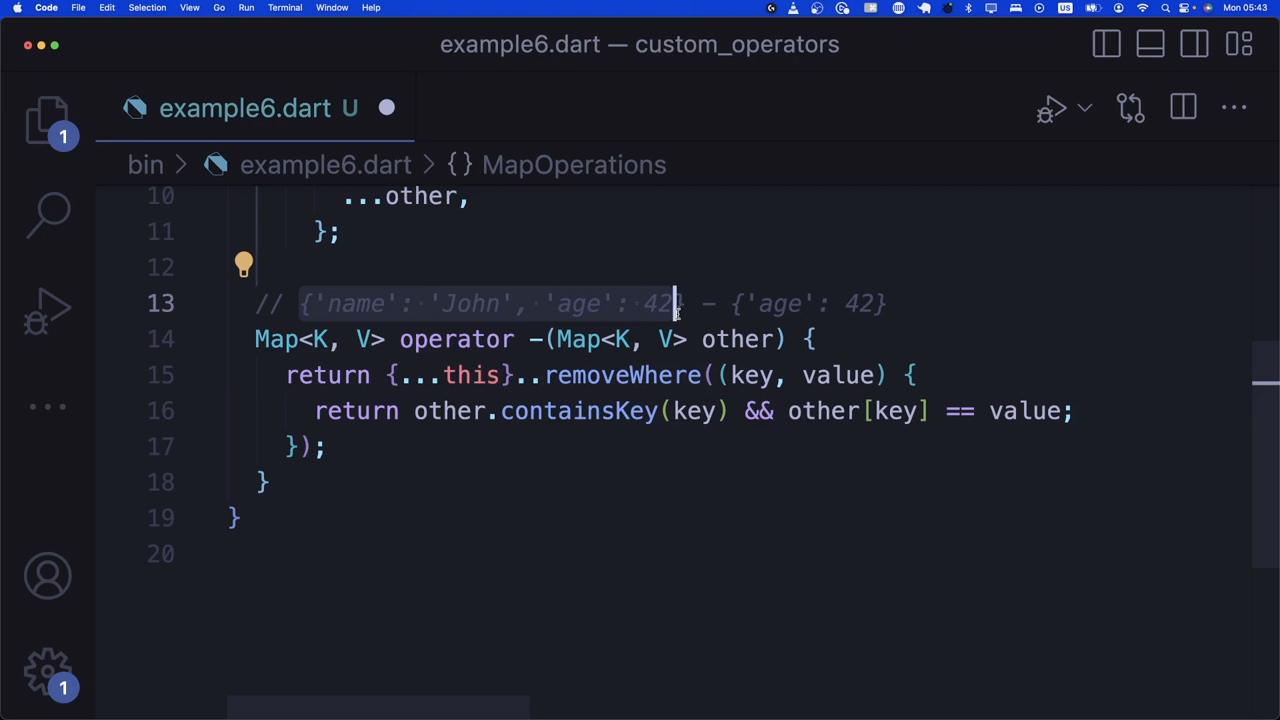 Code File Edit Selection View Go Run Terminal Window Help US Mon 05:43
example6.dart — custom_operators
example6.dart U
1
bin > example6.dart > {} MapOperations
10 ...other,
11 };
12
13 // {'name': 'John', 'age': 42} - {'age': 42}
14 Map<K, V> operator -(Map<K, V> other) {
15 return {...this}..removeWhere((key, value) {
16 return other.containsKey(key) && other[key] == value;
17 });
18 }
19 }
20
1